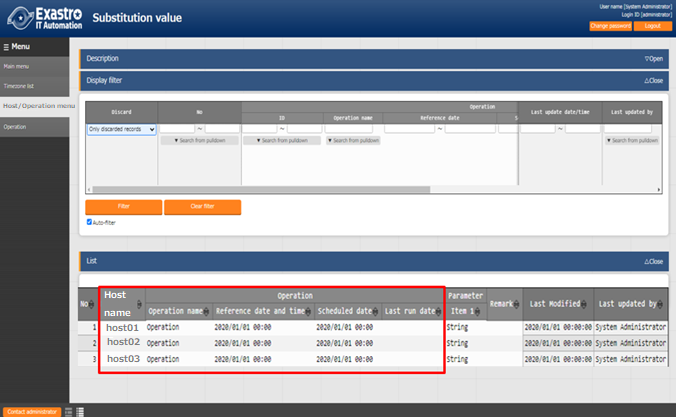 Exastro
IT Automation
Substitution value
User name [System Administrator]
Login ID [administrator]
Change password
Logout
Menu
Main menu
Timezone list
Host/Operation menu
Operation
Description
▽Open
Display filter
△Close
Discard
No
Operation
Last update date/time
Last updated by
ID
Operation name
Reference date
S
Only discarded records
~
~
~
~
▼ Search from pulldown
▼ Search from pulldown
▼ Search from pulldown
▼ Search from pulldown
Filter
Clear filter
Auto-filter
List
△Close
No
Host name
Operation
Parameter
Remark
Last Modified
Last updated by
Operation name
Reference date and time
Scheduled date
Last run date
Item 1
1 host01 Operation 2020/01/01 00:00 2020/01/01 00:00 String 2020/01/01 00:00:00 System Administrator
2 host02 Operation 2020/01/01 00:00 2020/01/01 00:00 String 2020/01/01 00:00:00 System Administrator
3 host03 Operation 2020/01/01 00:00 2020/01/01 00:00 String 2020/01/01 00:00:00 System Administrator
Contact administrator